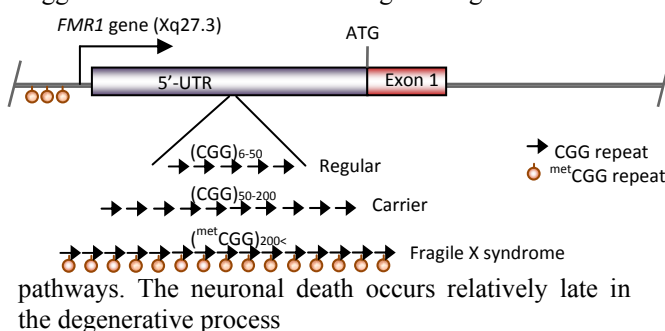 FMR1 gene (Xq27.3)
ATG
5'-UTR
Exon 1
(CGG)6-50
Regular
CGG repeat
metCGG repeat
(CGG)50-200
Carrier
(metCGG)200<
Fragile X syndrome
pathways. The neuronal death occurs relatively late in
the degenerative process